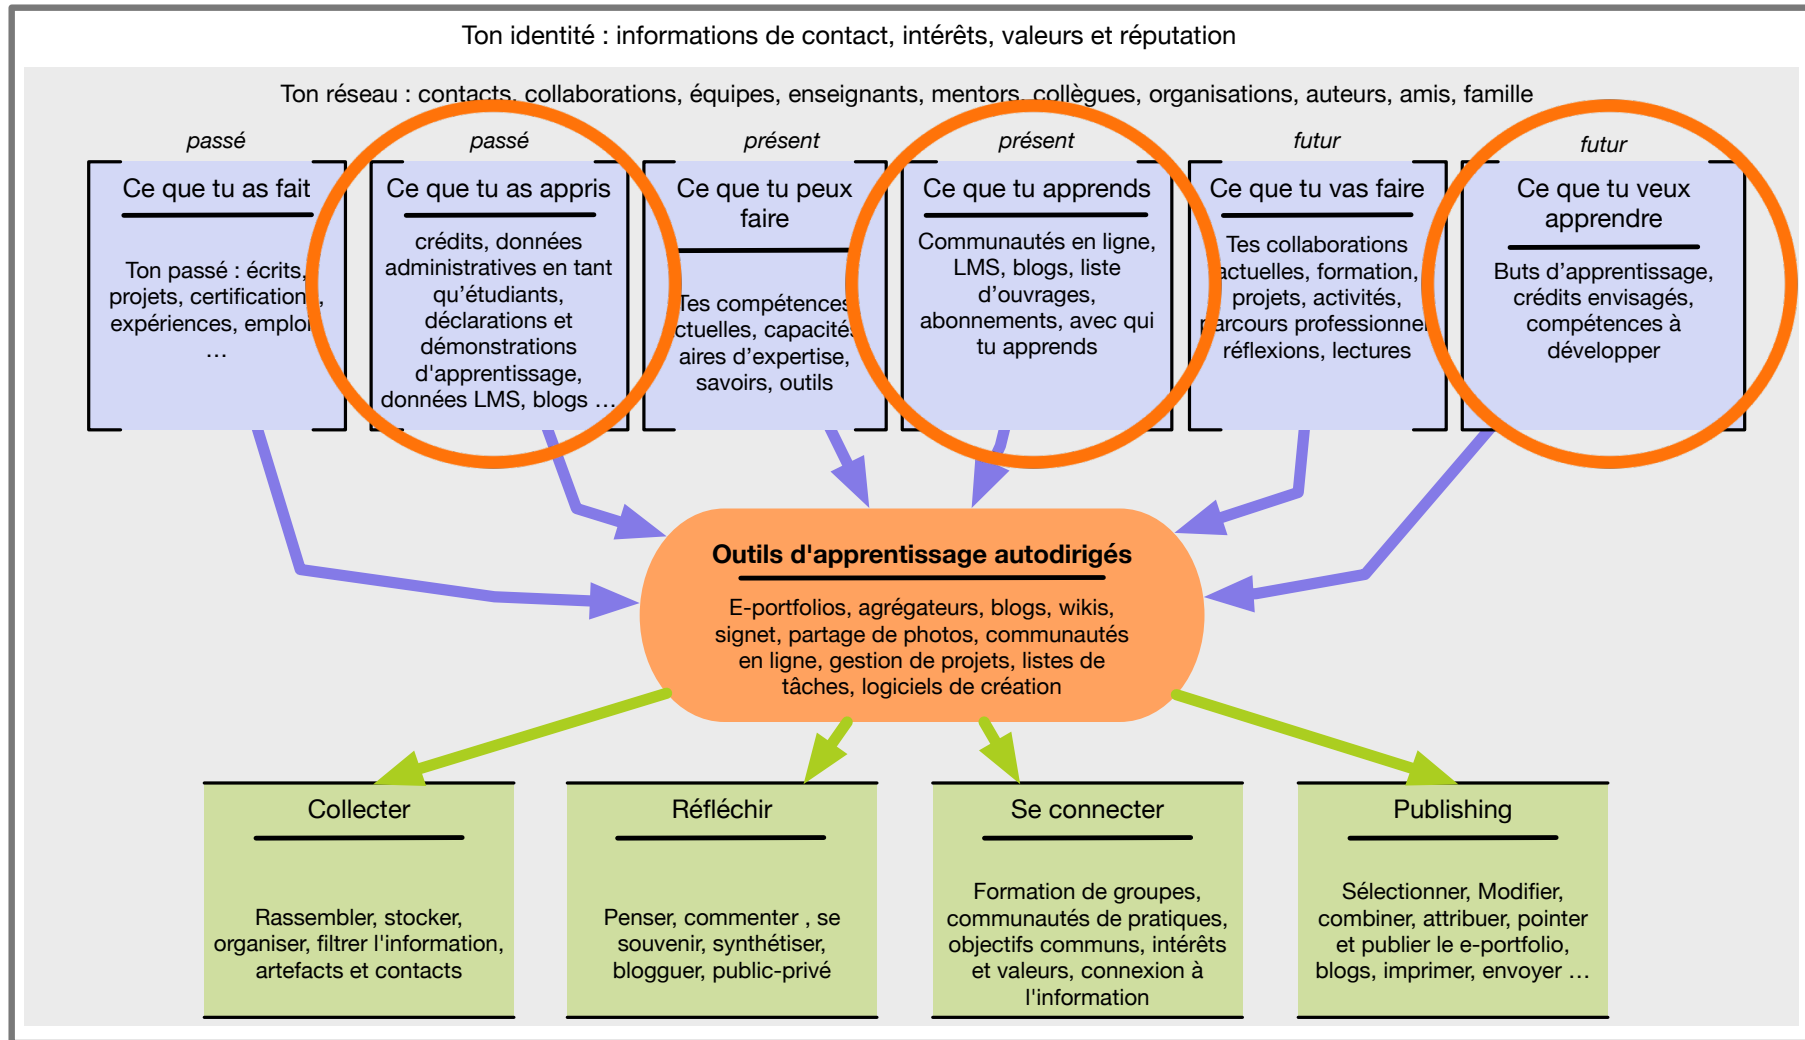 Ton identité : informations de contact, intérêts, valeurs et réputation
Ton réseau : contacts, collaborations, équipes, enseignants, mentors, collègues, organisations, auteurs, amis, famille
passé
Ce que tu as fait
Ton passé : écrits,
projets, certifications,
expériences, emploi
…
passé
Ce que tu as appris
crédits, données
administratives en tant
qu’étudiants,
déclarations et
démonstrations
d'apprentissage,
données LMS, blogs …
présent
Ce que tu peux
faire
Tes compétences
actuelles, capacités
aires d’expertise,
savoirs, outils
présent
Ce que tu apprends
Communautés en ligne,
LMS, blogs, liste
d’ouvrages,
abonnements, avec qui
tu apprends
futur
Ce que tu vas faire
Tes collaborations
actuelles, formation,
projets, activités,
parcours professionnel
réflexions, lectures
futur
Ce que tu veux
apprendre
Buts d’apprentissage,
crédits envisagés,
compétences à
développer
Outils d'apprentissage autodirigés
E-portfolios, agrégateurs, blogs, wikis,
signet, partage de photos, communautés
en ligne, gestion de projets, listes de
tâches, logiciels de création
Collecter
Rassembler, stocker,
organiser, filtrer l'information,
artefacts et contacts
Réfléchir
Penser, commenter , se
souvenir, synthétiser,
blogguer, public-privé
Se connecter
Formation de groupes,
communautés de pratiques,
objectifs communs, intérêts
et valeurs, connexion à
l'information
Publishing
Sélectionner, Modifier,
combiner, attribuer, pointer
et publier le e-portfolio,
blogs, imprimer, envoyer …